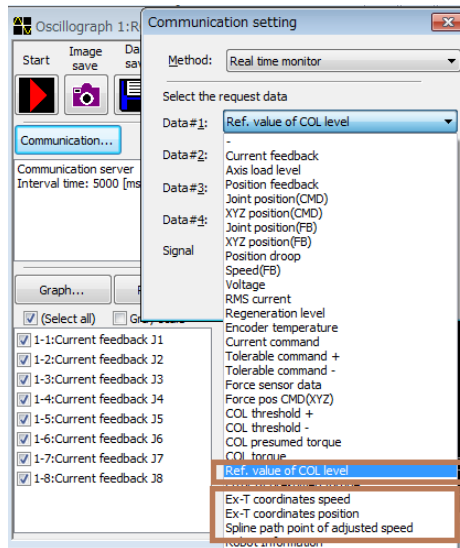 Oscillograph 1:R
Communication setting
Start
Image
save
Da
sav
Method:
Real time monitor
Select the request data
Data#1:
Ref. value of COL level
Communication...
Communication server
Interval time: 5000 [ms
Data#2:
Data#3:
Data#4:
Signal
-
Current feedback
Axis load level
Position feedback
Joint position(CMD)
XYZ position(CMD)
Joint position(FB)
XYZ position(FB)
Position droop
Speed(FB)
Voltage
RMS current
Regeneration level
Encoder temperature
Current command
Tolerable command +
Tolerable command -
Force sensor data
Force pos CMD(XYZ)
COL threshold +
COL threshold -
COL presumed torque
COL torque
Ref. value of COL level
Ex-T coordinates speed
Ex-T coordinates position
Spline path point of adjusted speed
Robot Information
Graph...
(Select all)
1-1:Current feedback J1
1-2:Current feedback J2
1-3:Current feedback J3
1-4:Current feedback J4
1-5:Current feedback J5
1-6:Current feedback J6
1-7:Current feedback J7
1-8:Current feedback J8